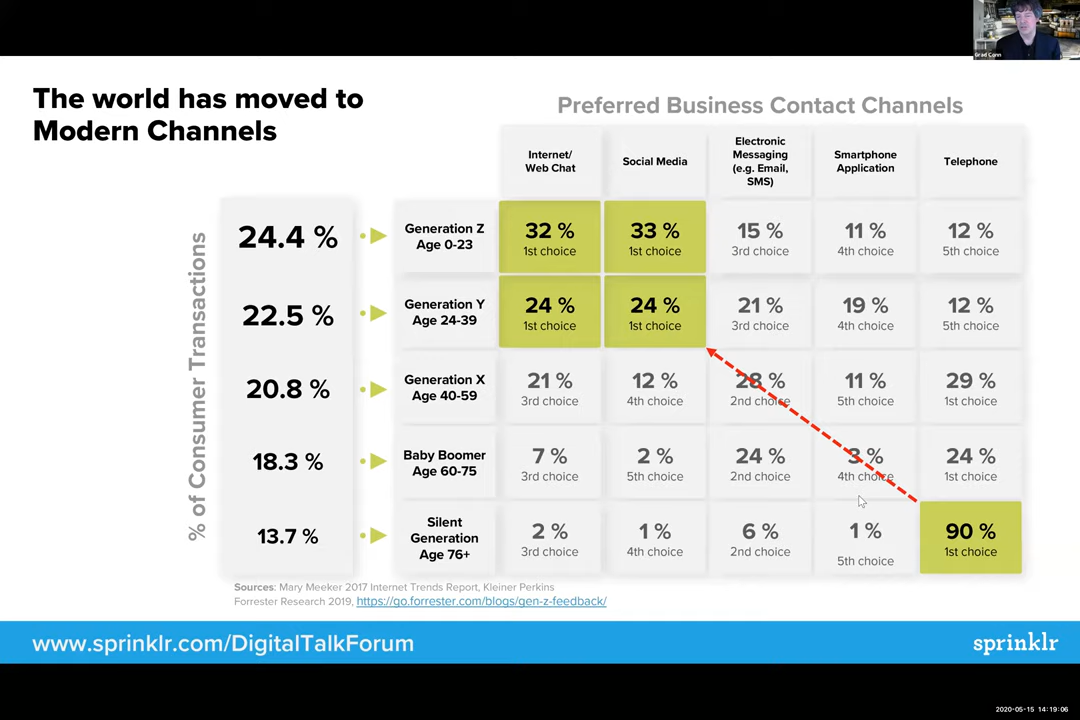 Grad Conn
The world has moved to
Modern Channels
Preferred Business Contact Channels
Internet/
Web Chat
Social Media
Electronic
Messaging
(e.g. Email,
SMS)
Smartphone
Application
Telephone
% of Consumer Transactions
24.4 %
Generation Z
Age 0-23
32 %
1st choice
33 %
1st choice
15 %
3rd choice
11 %
4th choice
12 %
5th choice
22.5 %
Generation Y
Age 24-39
24 %
1st choice
24 %
1st choice
21 %
3rd choice
19 %
4th choice
12 %
5th choice
20.8 %
Generation X
Age 40-59
21 %
3rd choice
12 %
4th choice
28 %
2nd choice
11 %
5th choice
29 %
1st choice
18.3 %
Baby Boomer
Age 60-75
7 %
3rd choice
2 %
5th choice
24 %
2nd choice
3 %
4th choice
24 %
1st choice
13.7 %
Silent
Generation
Age 76+
2 %
3rd choice
1 %
4th choice
6 %
2nd choice
1 %
5th choice
90 %
1st choice
Sources: Mary Meeker 2017 Internet Trends Report, Kleiner Perkins
Forrester Research 2019, https://go.forrester.com/blogs/gen-z-feedback/
www.sprinklr.com/DigitalTalkForum
sprinklr
2020-05-15 14:19:06